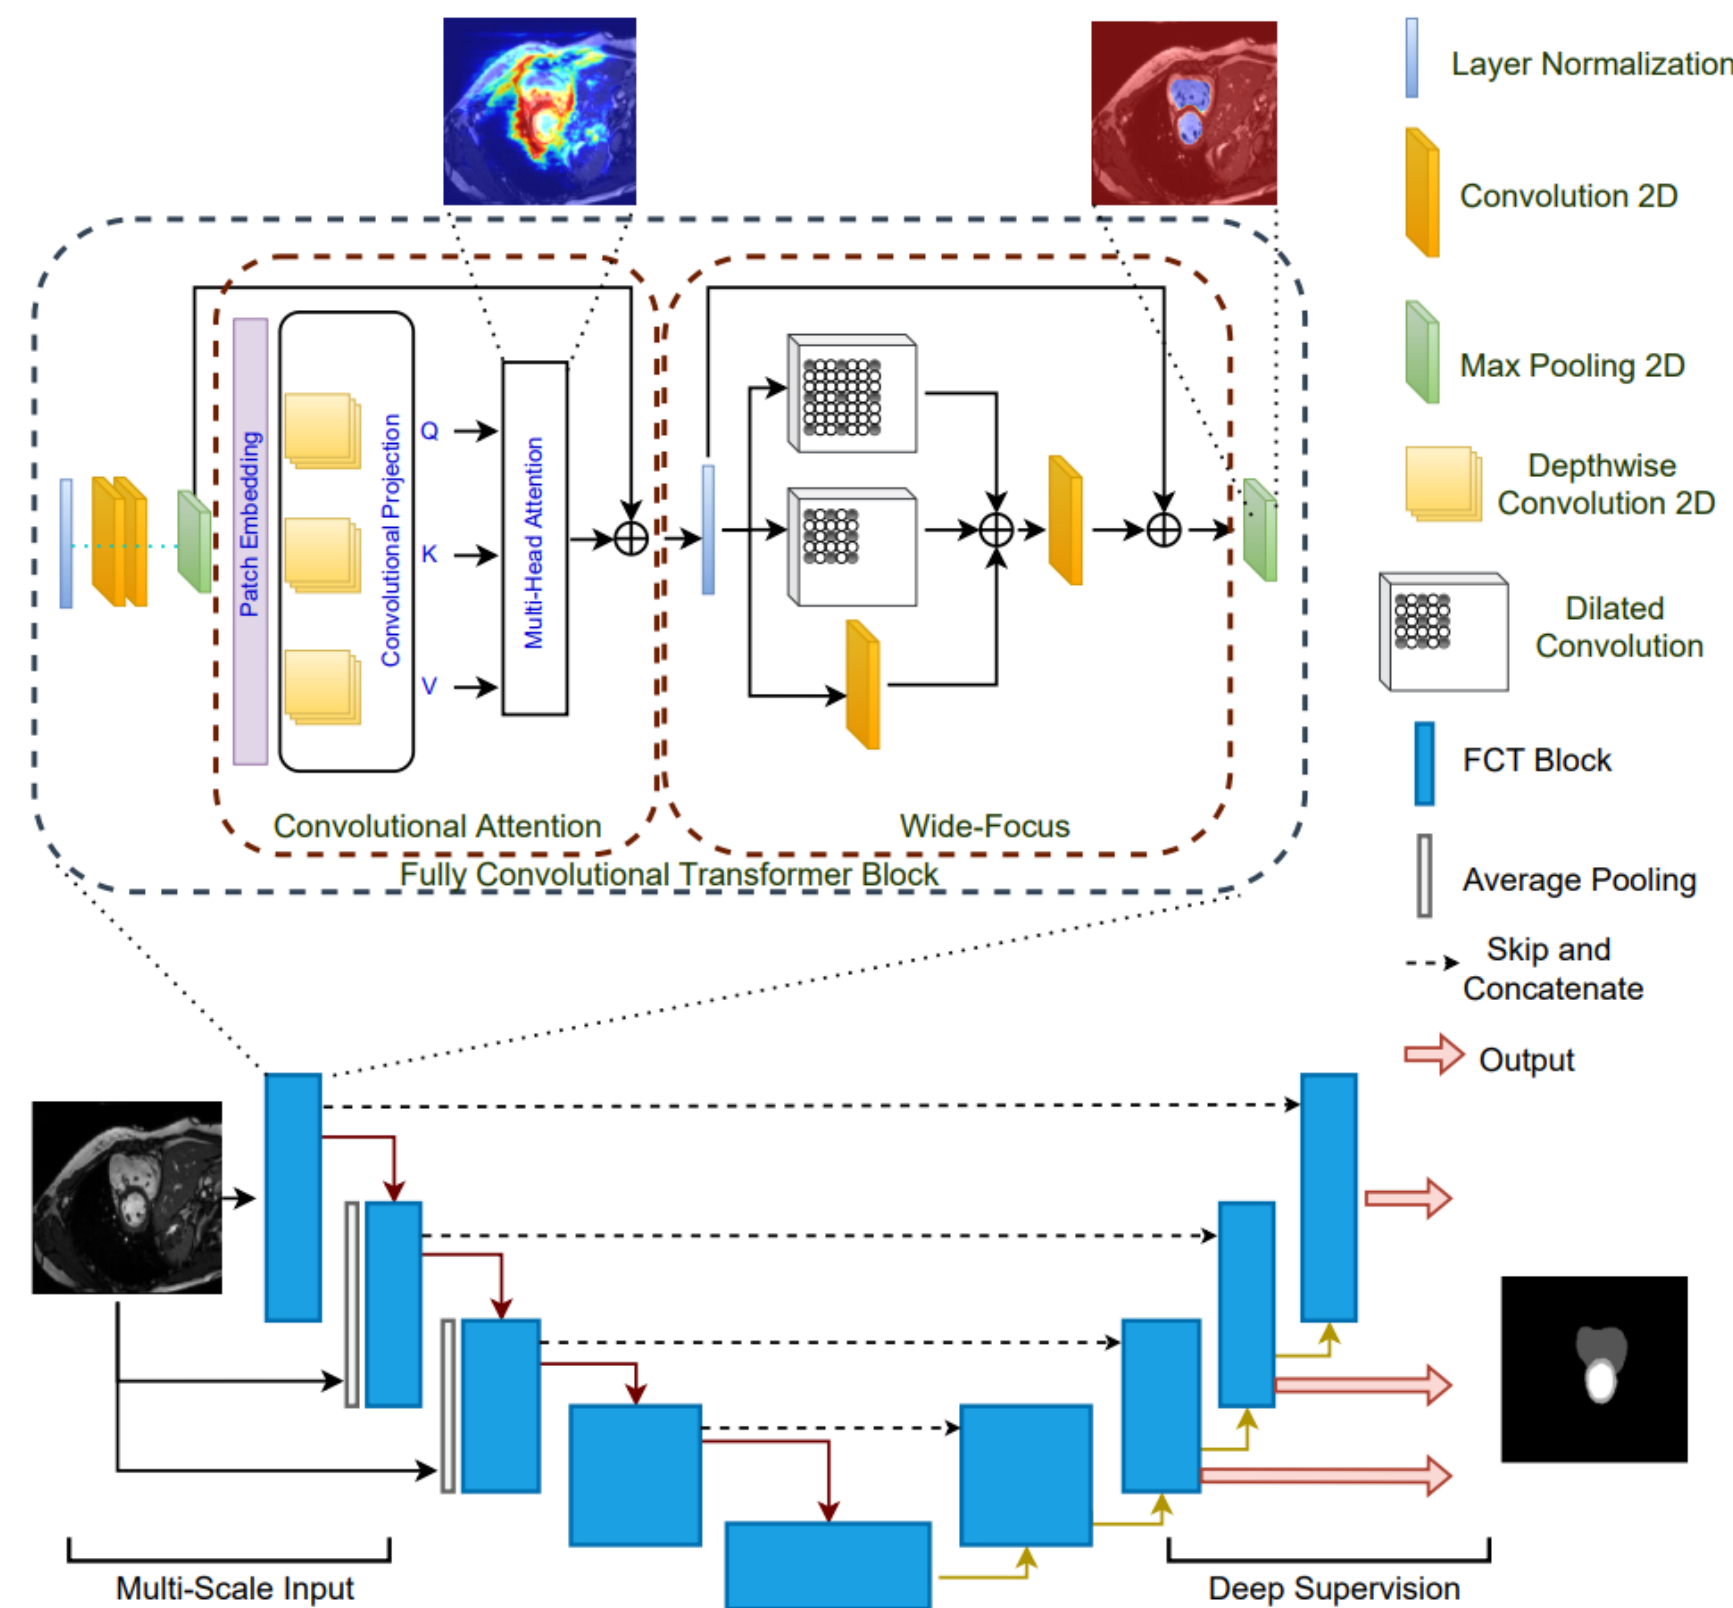 Layer Normalization
Convolution 2D
Max Pooling 2D
Depthwise
Convolution 2D
Dilated
Convolution
FCT Block
Average Pooling
Skip and
Concatenate
Output
Patch Embedding
Convolutional Projection
Q
K
V
Multi-Head Attention
Convolutional Attention
Wide-Focus
Fully Convolutional Transformer Block
Multi-Scale Input
Deep Supervision